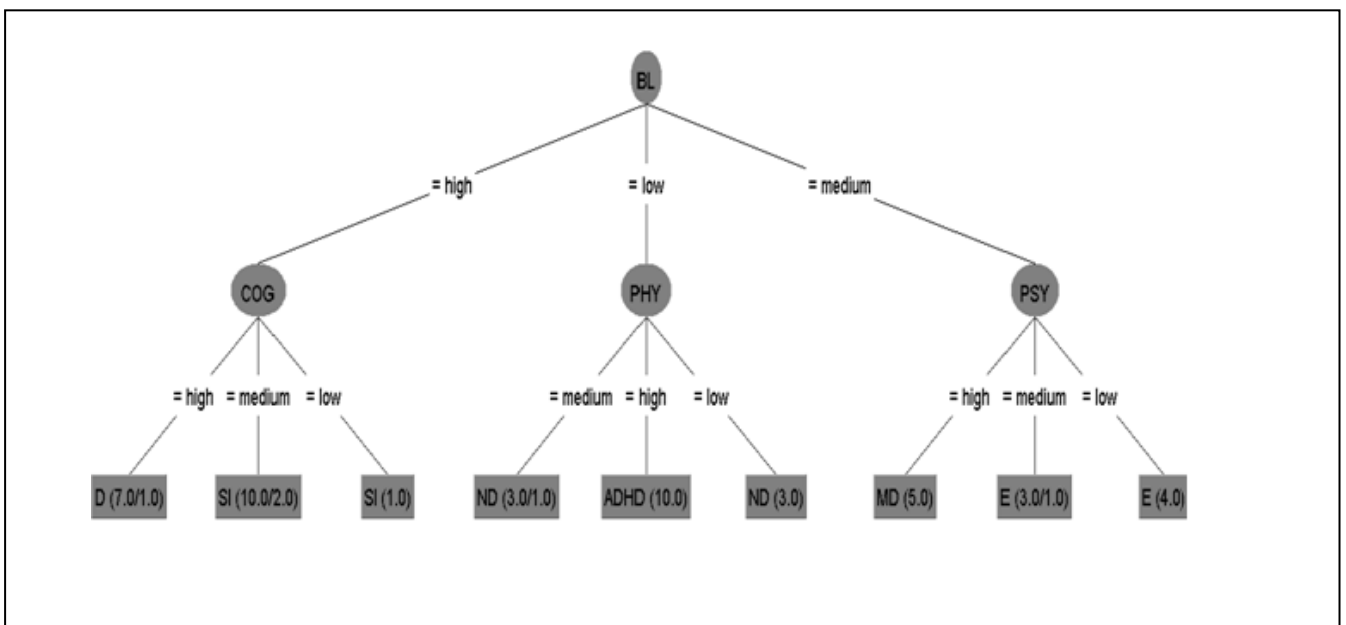 BL
= high = low = medium
COG PHY PSY
= high = medium = low = medium = high = low = high = medium = low
D (7.0/1.0) SI (10.0/2.0) SI (1.0) ND (3.0/1.0) ADHD (10.0) ND (3.0) MD (5.0) E (3.0/1.0) E (4.0)